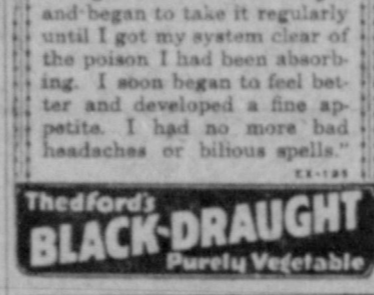 and began to take it regularly
until I got my system clear of
the poison I had been absorb-
ing. I soon began to feel bet-
ter and developed a fine ap-
petite. I had no more bad
headaches or bilious spells."
Thedford's
BLACK-DRAUGHT
Purely Vegetable